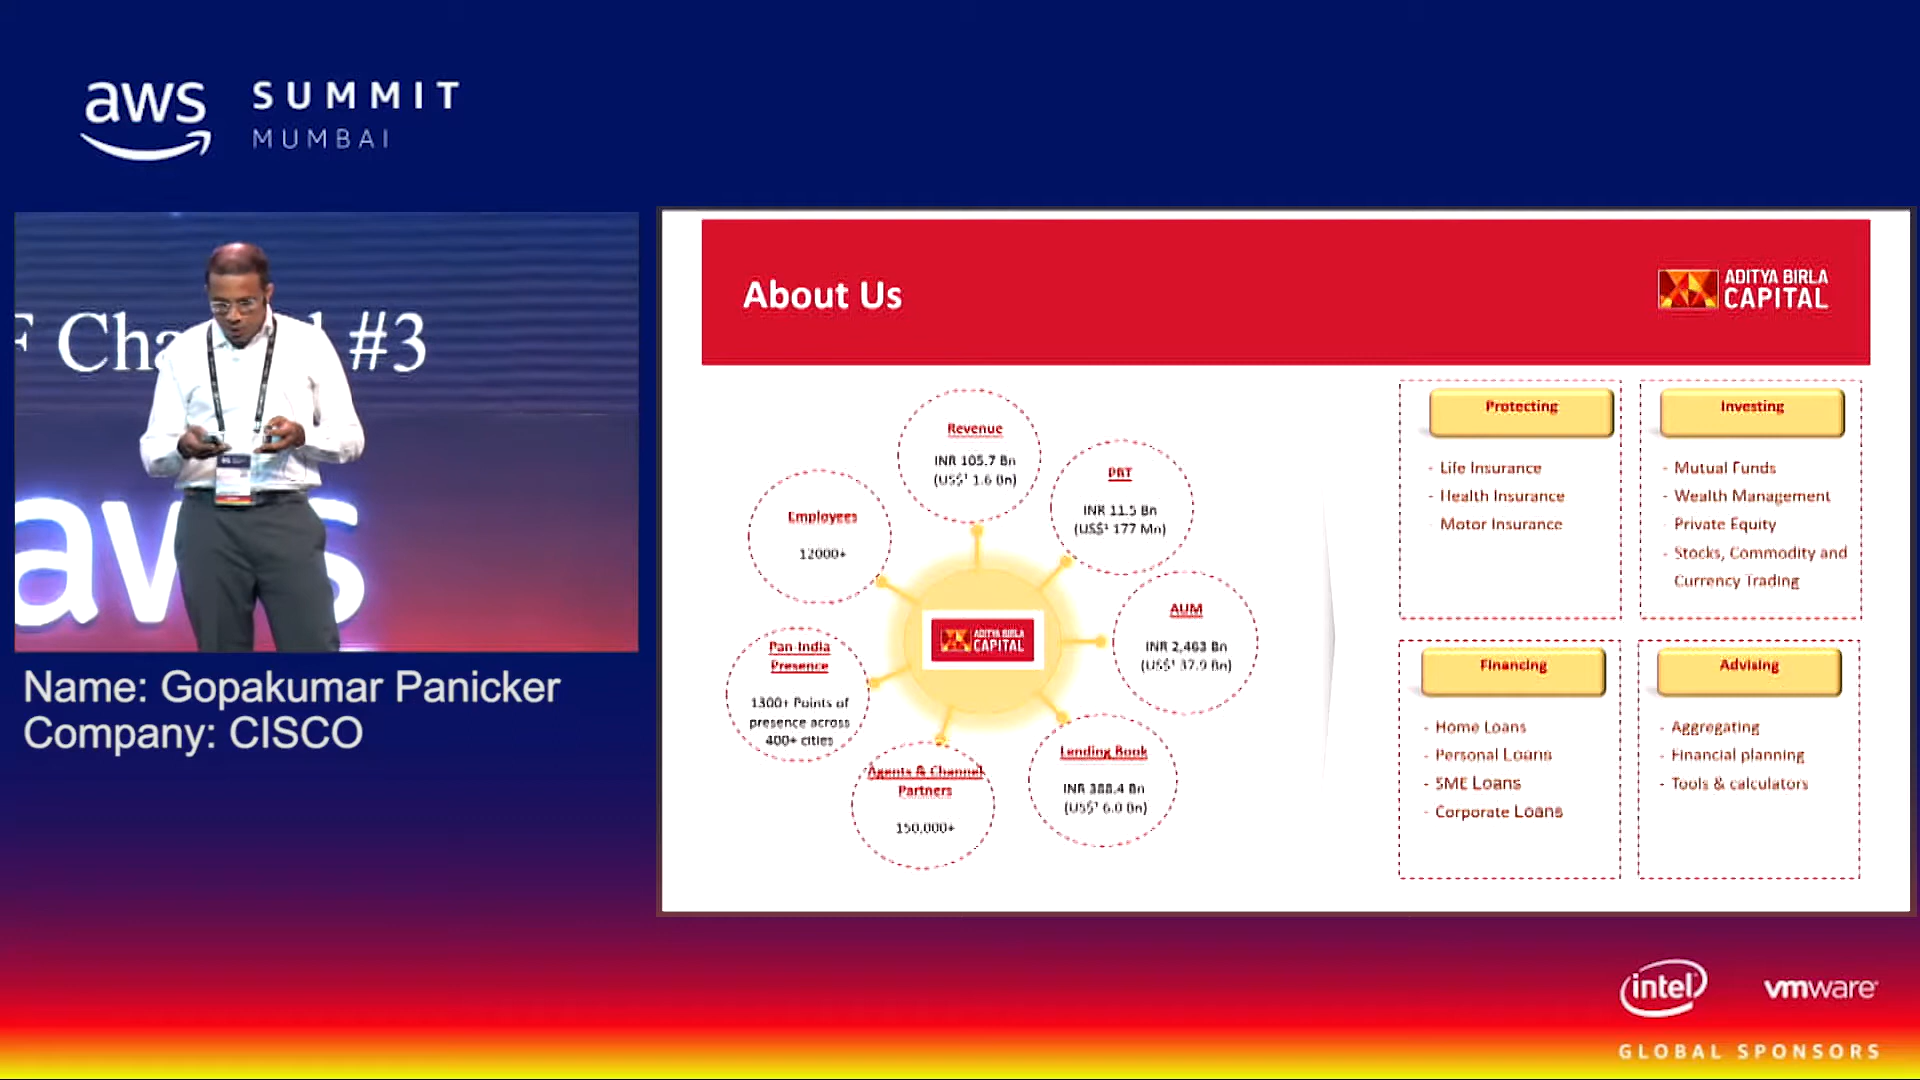 aws
SUMMIT
MUMBAI
#3
aws
Name: Gopakumar Panicker
Company: CISCO
About Us
ADITYA BIRLA
CAPITAL
Revenue
INR 105.7 Bn
(US$¹ 1.6 Bn)
PBT
INR 11.5 Bn
(US$¹ 177 Mn)
AUM
INR 2,463 Bn
(US$¹ 37.9 Bn)
Lending Book
INR 388.4 Bn
(US$¹ 6.0 Bn)
Agents & Channel
Partners
150,000+
Pan-India
Presence
1300+ Points of
presence across
400+ cities
Employees
12000+
ADITYA BIRLA
CAPITAL
Protecting
- Life Insurance
- Health Insurance
- Motor Insurance
Investing
- Mutual Funds
- Wealth Management
- Private Equity
- Stocks, Commodity and
Currency Trading
Financing
- Home Loans
- Personal Loans
- SME Loans
- Corporate Loans
Advising
- Aggregating
- Financial planning
- Tools & calculators
intel
vmware
GLOBAL SPONSORS